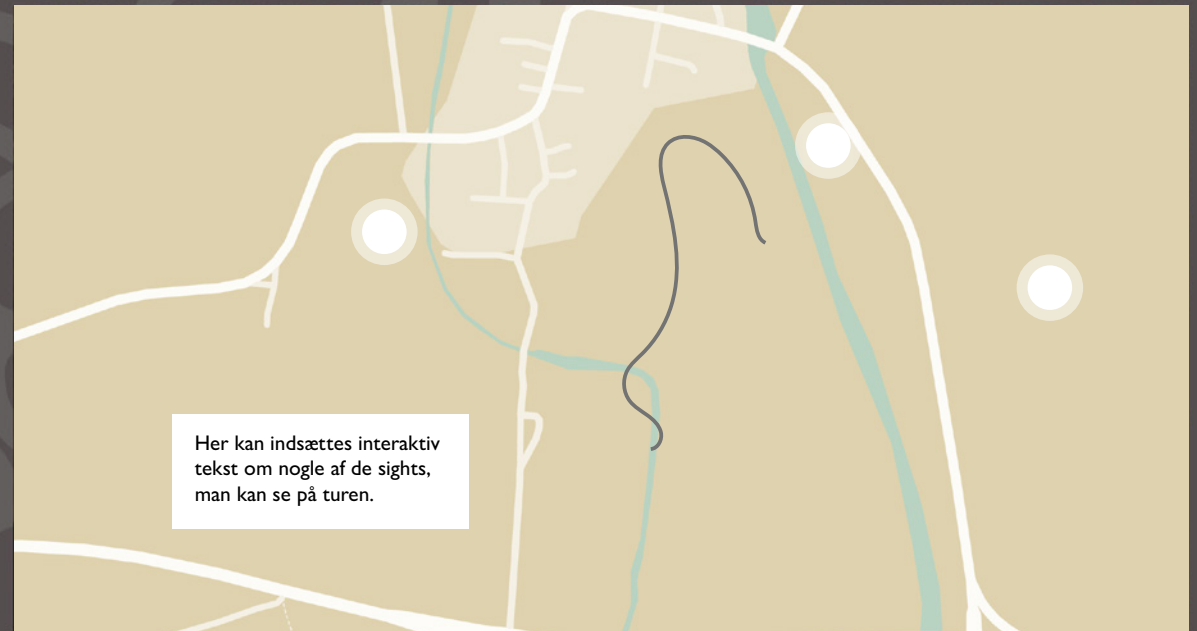 Her kan indsættes interaktiv
tekst om nogle af de sights,
man kan se på turen.